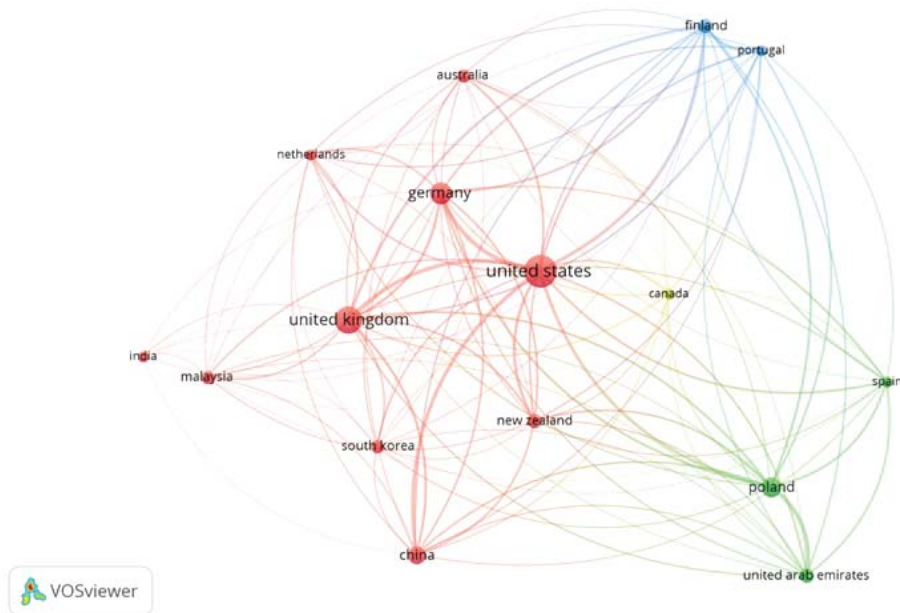 finland
portugal
australia
netherlands
germany
united states
canada
united kingdom
india
malaysia
spain
new zealand
south korea
poland
china
united arab emirates
VOSviewer